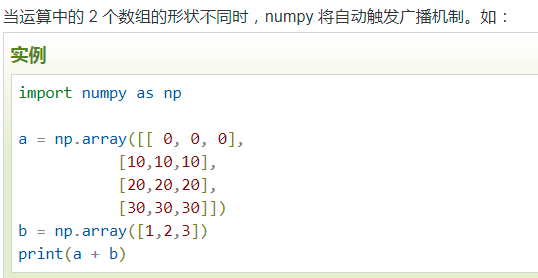 当运算中的 2 个数组的形状不同时，numpy 将自动触发广播机制。如：
实例
import numpy as np
a = np.array([[ 0, 0, 0],
[10,10,10],
[20,20,20],
[30,30,30]])
b = np.array([1,2,3])
print(a + b)